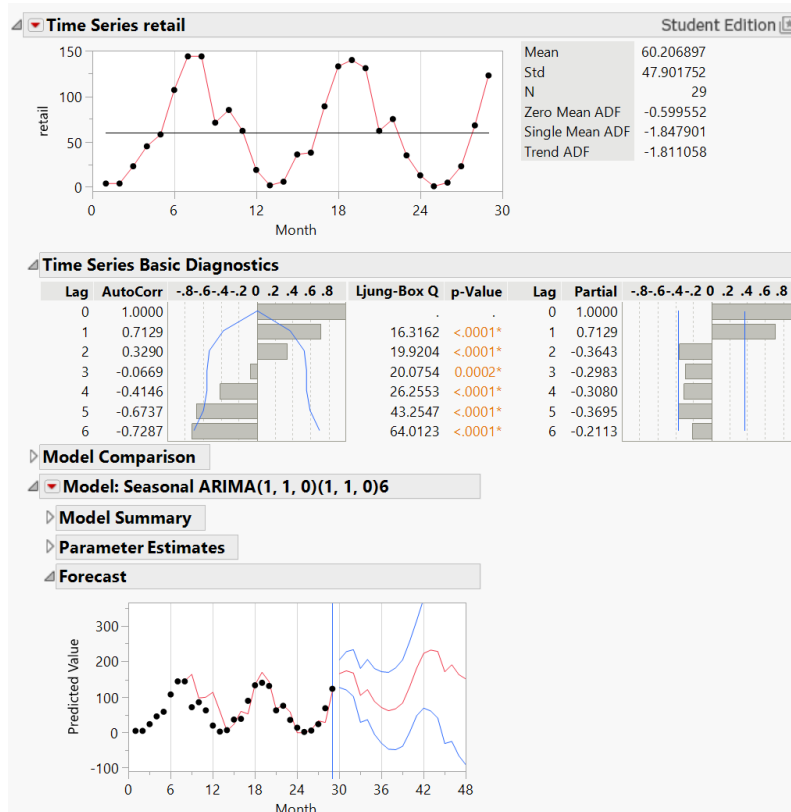 Time Series retail Student Edition
150
100
50
0
retail
0 6 12 18 24 30
Month
Mean 60.206897
Std 47.901752
N 29
Zero Mean ADF -0.599552
Single Mean ADF -1.847901
Trend ADF -1.811058
Time Series Basic Diagnostics
Lag AutoCorr -.8-.6-.4-.2 0 .2 .4 .6 .8 Ljung-Box Q p-Value Lag Partial -.8-.6-.4-.2 0 .2 .4 .6 .8
0 1.0000 . . 0 1.0000
1 0.7129 16.3162 <.0001* 1 0.7129
2 0.3290 19.9204 <.0001* 2 -0.3643
3 -0.0669 20.0754 0.0002* 3 -0.2983
4 -0.4146 26.2553 <.0001* 4 -0.3080
5 -0.6737 43.2547 <.0001* 5 -0.3695
6 -0.7287 64.0123 <.0001* 6 -0.2113
Model Comparison
Model: Seasonal ARIMA(1, 1, 0)(1, 1, 0)6
Model Summary
Parameter Estimates
Forecast
300
200
100
0
-100
Predicted Value
0 6 12 18 24 30 36 42 48
Month